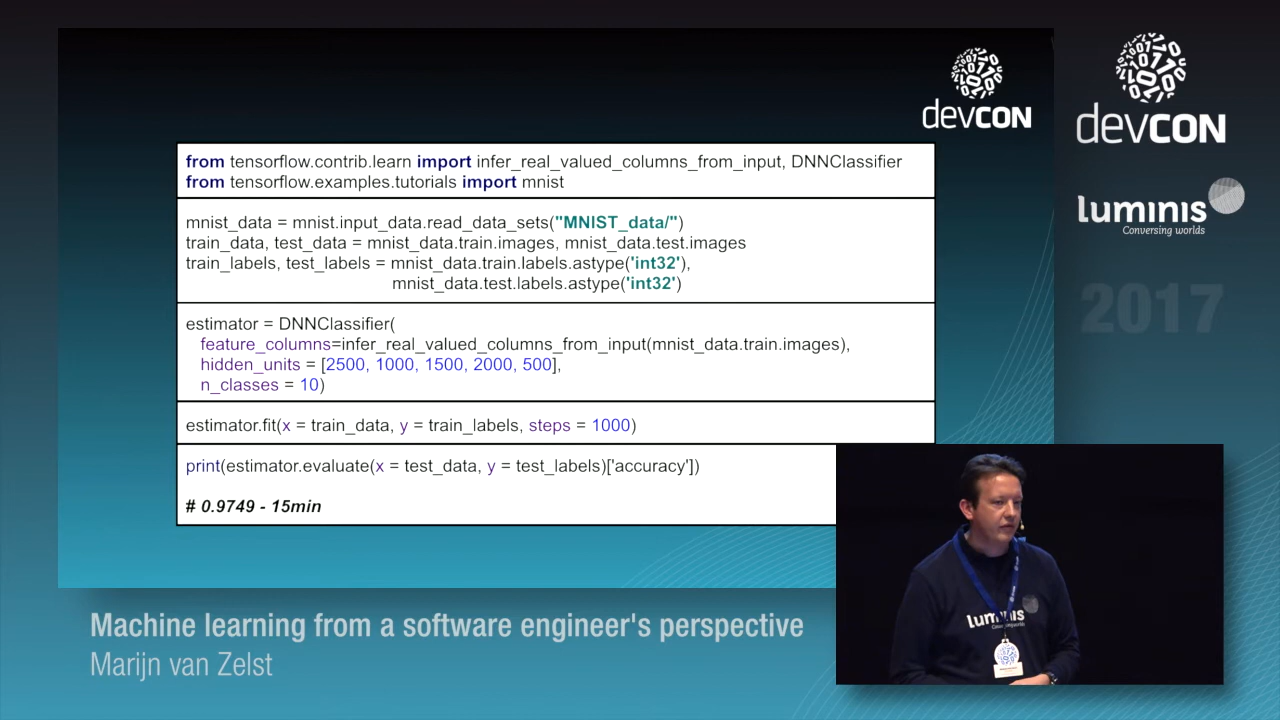 devcon
from tensorflow.contrib.learn import infer_real_valued_columns_from_input, DNNClassifier
from tensorflow.examples.tutorials import mnist
mnist_data = mnist.input_data.read_data_sets("MNIST_data/")
train_data, test_data = mnist_data.train.images, mnist_data.test.images
train_labels, test_labels = mnist_data.train.labels.astype('int32'),
mnist_data.test.labels.astype('int32')
estimator = DNNClassifier(
feature_columns=infer_real_valued_columns_from_input(mnist_data.train.images),
hidden_units = [2500, 1000, 1500, 2000, 500],
n_classes = 10)
estimator.fit(x = train_data, y = train_labels, steps = 1000)
print(estimator.evaluate(x = test_data, y = test_labels)['accuracy'])
# 0.9749 - 15min
devcon
luminis
Conversing worlds
2017
luminis
Machine learning from a software engineer's perspective
Marijn van Zelst